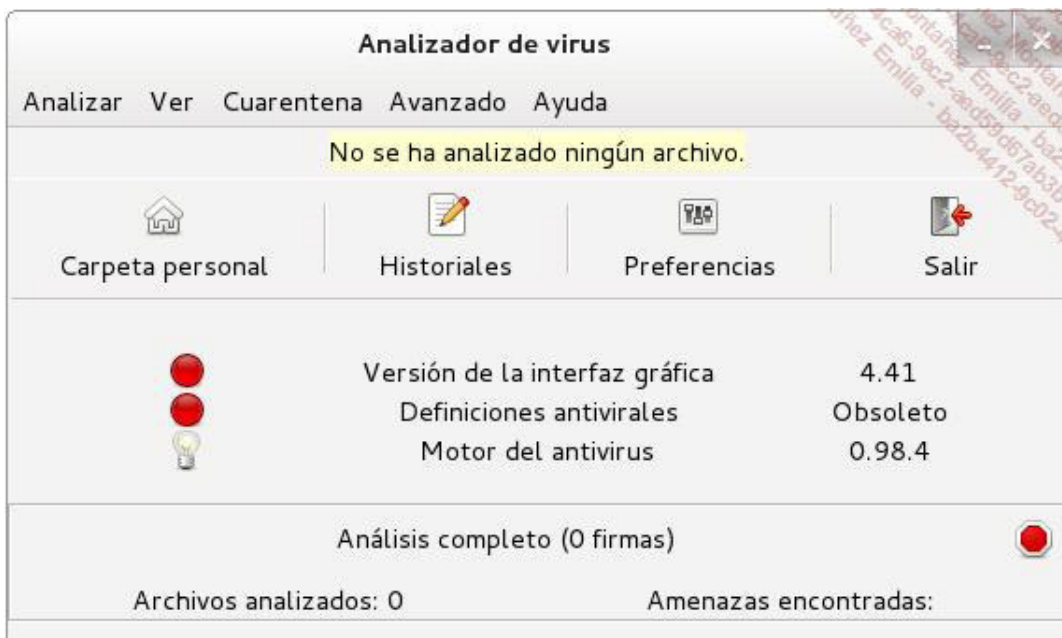 Analizador de virus
Analizar Ver Cuarentena Avanzado Ayuda
No se ha analizado ningún archivo.
Carpeta personal Historiales Preferencias Salir
Versión de la interfaz gráfica 4.41
Definiciones antivirales Obsoleto
Motor del antivirus 0.98.4
Análisis completo (0 firmas)
Archivos analizados: 0 Amenazas encontradas: